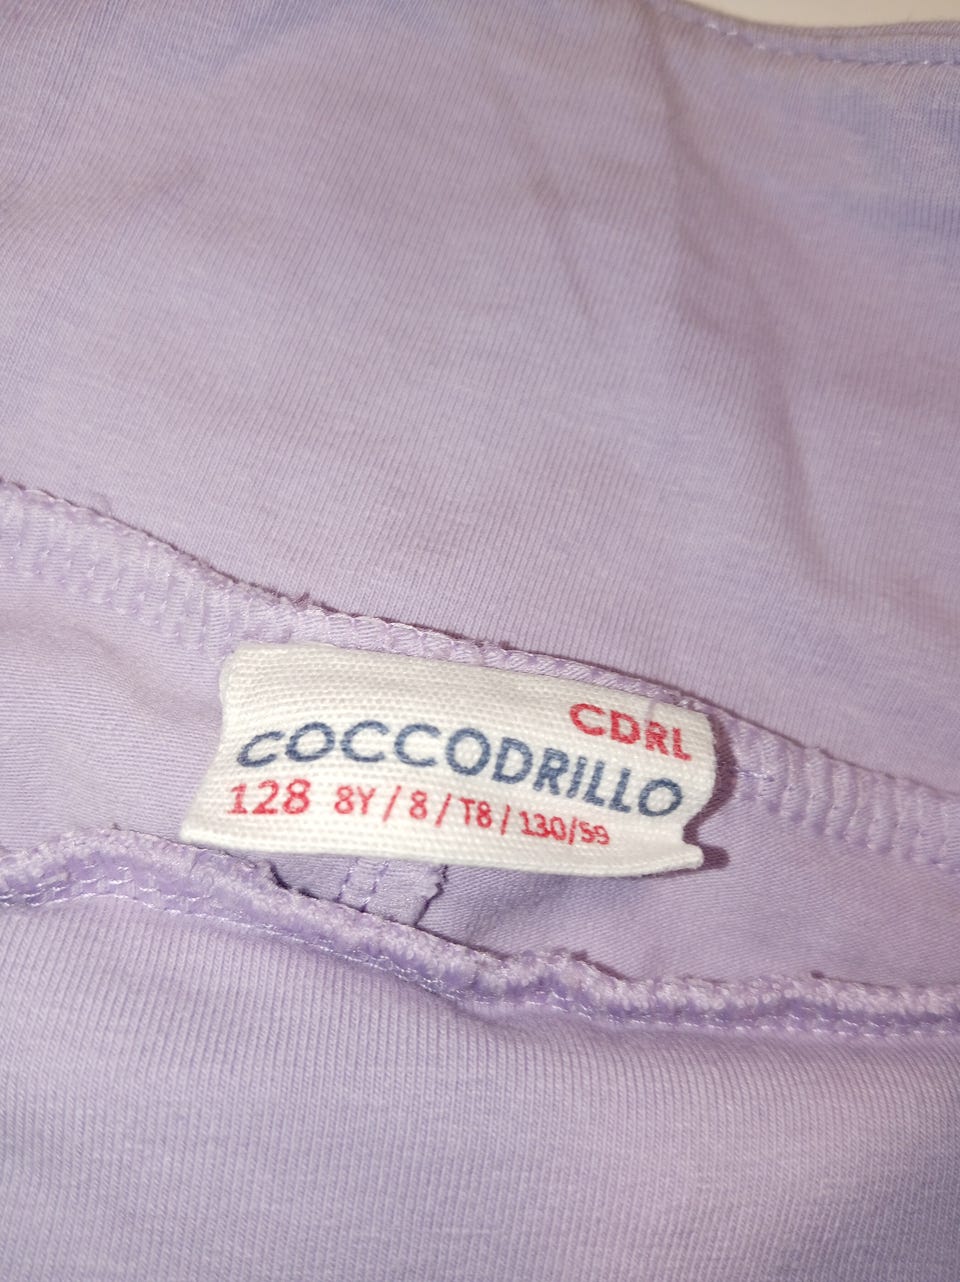 CDRL
COCCODRILLO
128 8Y / 8 / T8 / 130/59